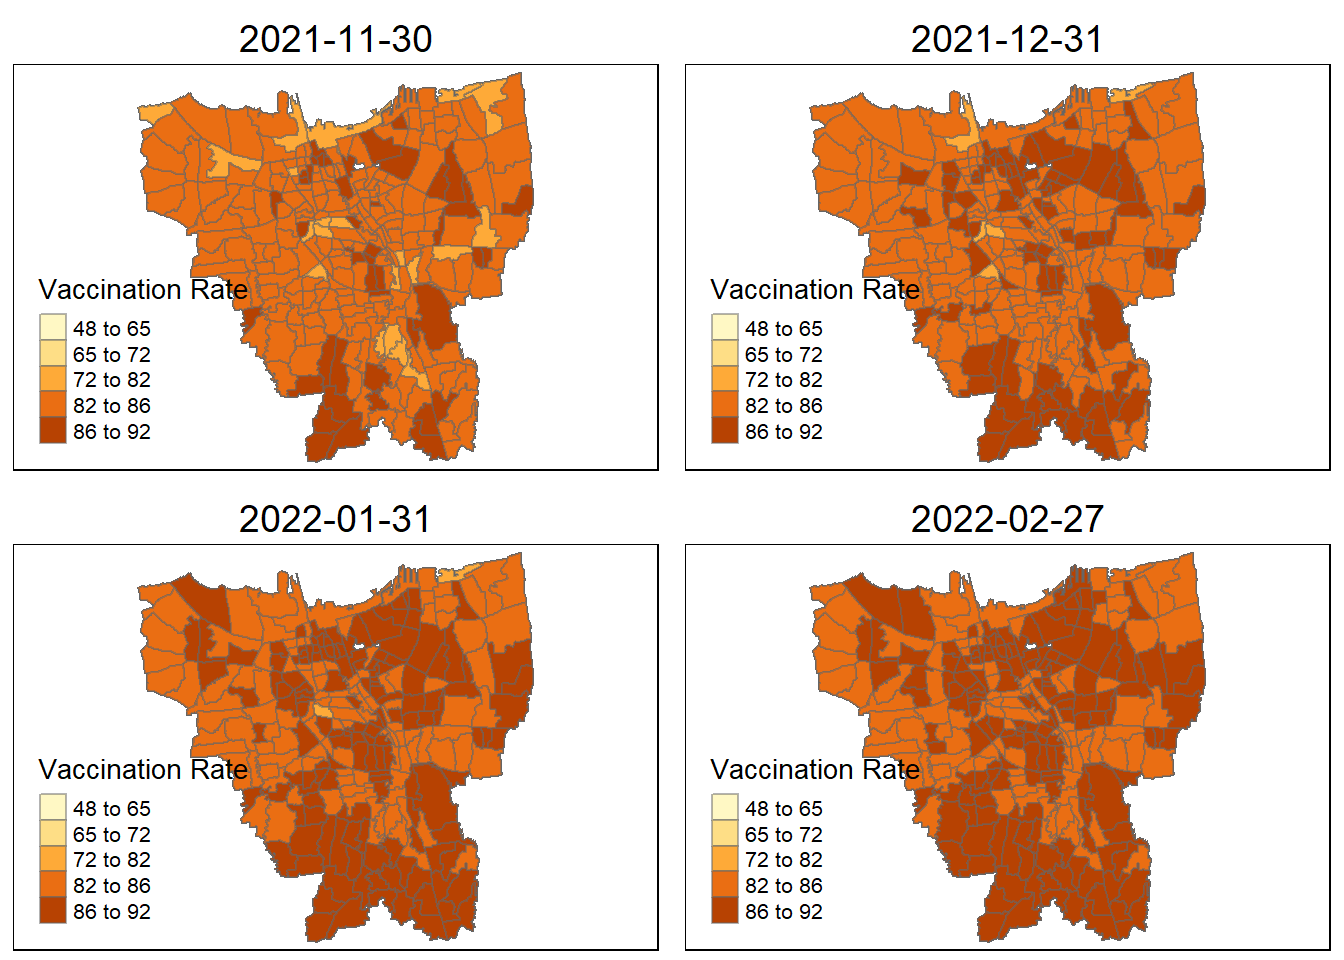 2021-11-30
Vaccination Rate
48 to 65
65 to 72
72 to 82
82 to 86
86 to 92
2021-12-31
Vaccination Rate
48 to 65
65 to 72
72 to 82
82 to 86
86 to 92
2022-01-31
Vaccination Rate
48 to 65
65 to 72
72 to 82
82 to 86
86 to 92
2022-02-27
Vaccination Rate
48 to 65
65 to 72
72 to 82
82 to 86
86 to 92